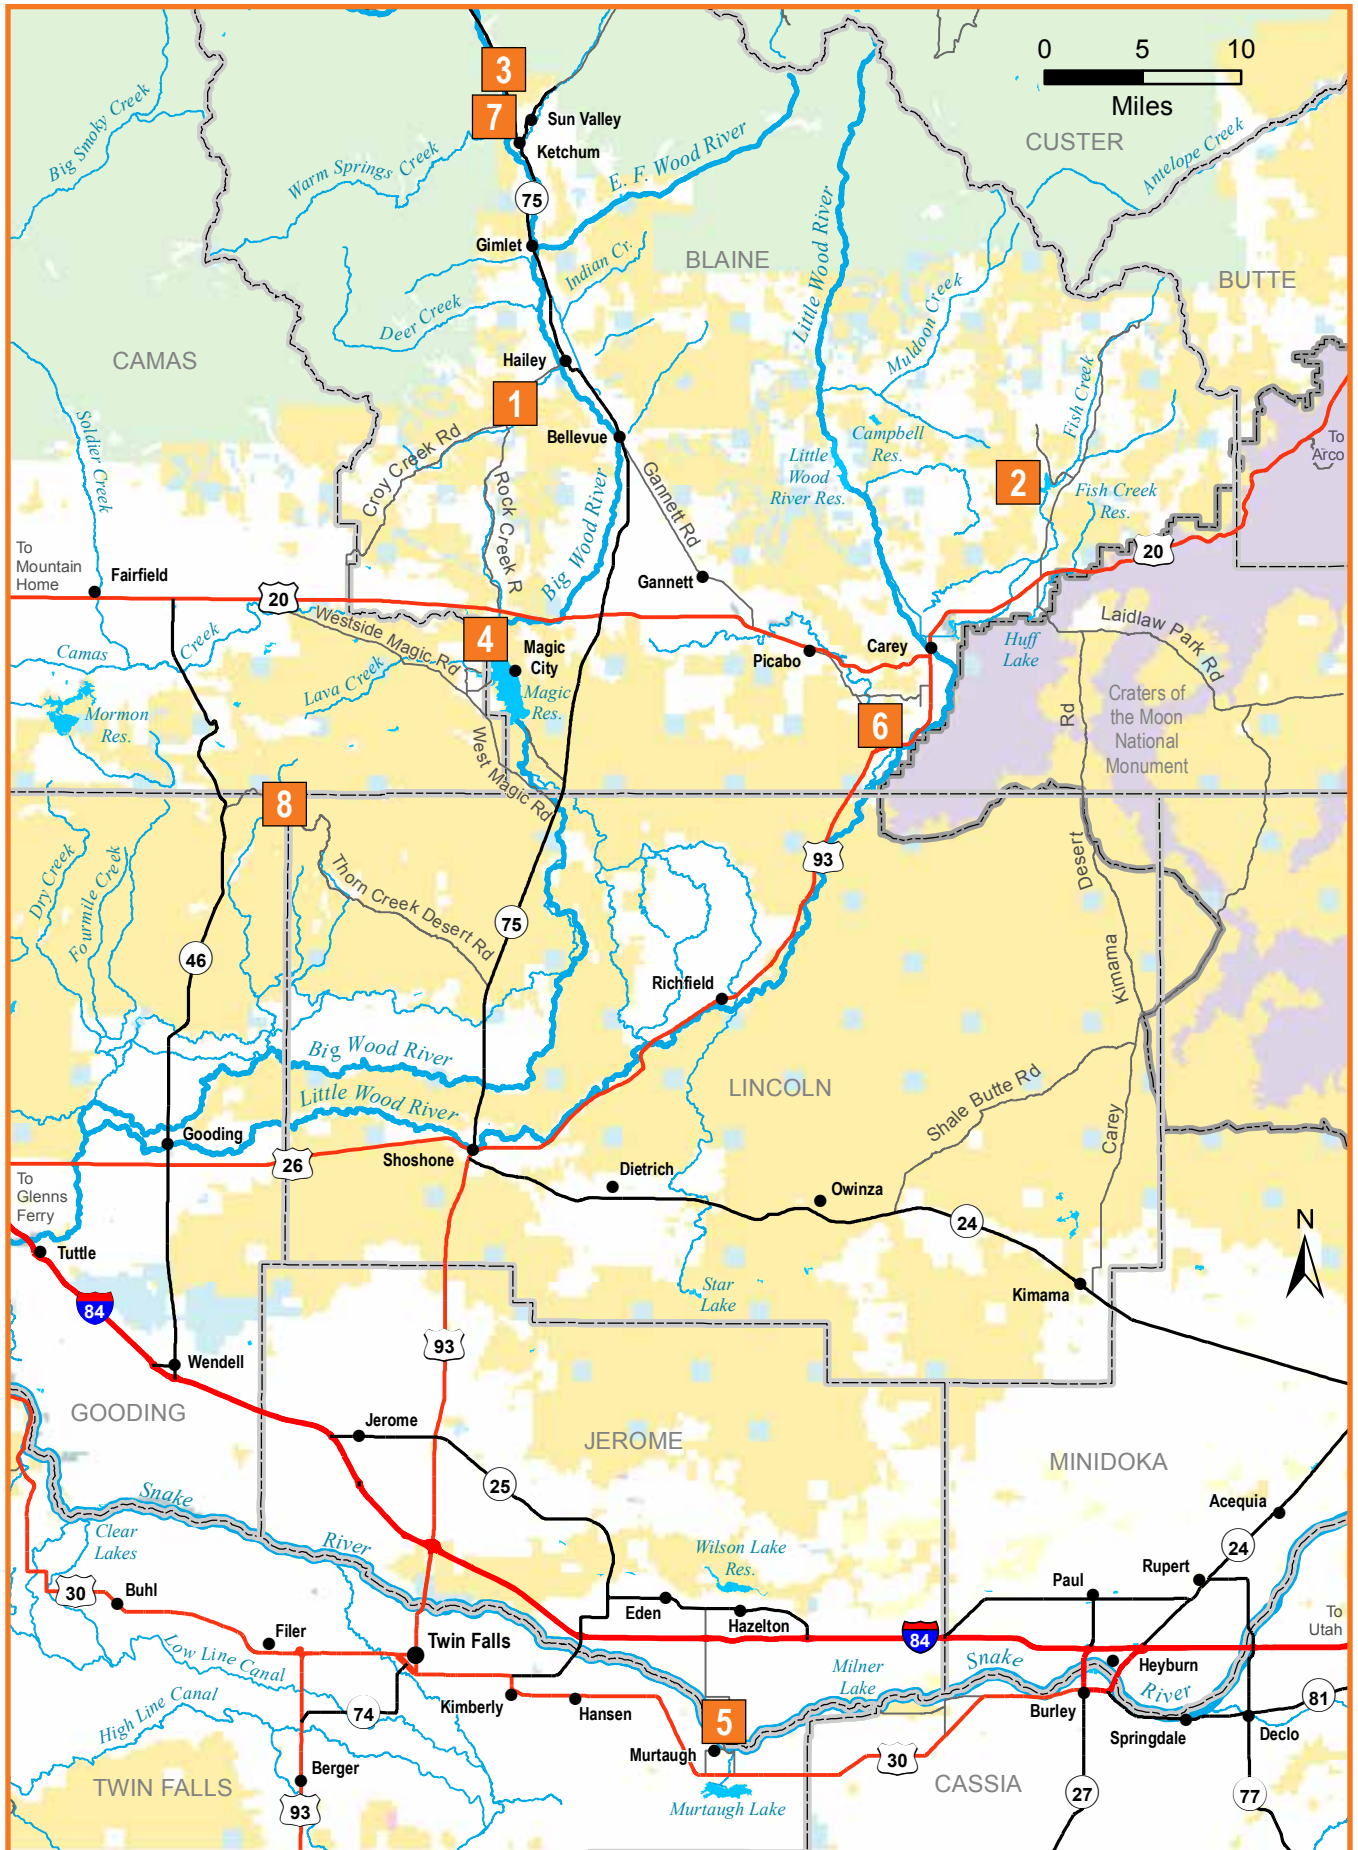 0 5 10
Miles
3
7
Sun Valley
Ketchum
Big Smoky Creek
Warm Springs Creek
E. F. Wood River
CUSTER
Antelope Creek
75
Gimlet
Indian Cr.
BLAINE
Little Wood River
BUTTE
Deer Creek
Muldoon Creek
CAMAS
Hailey
1
Soldier Creek
Croy Creek Rd
Bellevue
Campbell
Res.
Fish Creek
To
Arco
Rock Creek R
Big Wood River
Gannett Rd
Little
Wood
River Res.
2
Fish Creek
Res.
To
Mountain
Home
Fairfield
20
Gannett
20
Westside Magic Rd
4
Magic
City
Camas
Creek
Lava Creek
Picabo
Carey
Huff
Lake
Laidlaw Park Rd
Mormon
Res.
Magic
Res.
West Magic Rd
6
Rd
Craters of
the Moon
National
Monument
8
Dry Creek
Fourmile Creek
Thorn Creek Desert Rd
93
Desert
46
75
Kimama
Richfield
Big Wood River
LINCOLN
Little Wood River
Shale Butte Rd
Carey
Gooding
Shoshone
26
Dietrich
Owinza
To
Glenns
Ferry
24
N
Tuttle
Star
Lake
Kimama
84
93
Wendell
GOODING
Jerome
JEROME
MINIDOKA
25
Snake
River
Acequia
Clear
Lakes
Wilson Lake
Res.
24
30
Buhl
Eden
Hazelton
Paul
Rupert
Filer
Twin Falls
84
To
Utah
Low Line Canal
Milner
Lake
Snake
River
Heyburn
High Line Canal
74
Kimberly
Hansen
5
Burley
Springdale
81
Declo
Murtaugh
30
TWIN FALLS
Berger
CASSIA
93
Murtaugh Lake
27
77